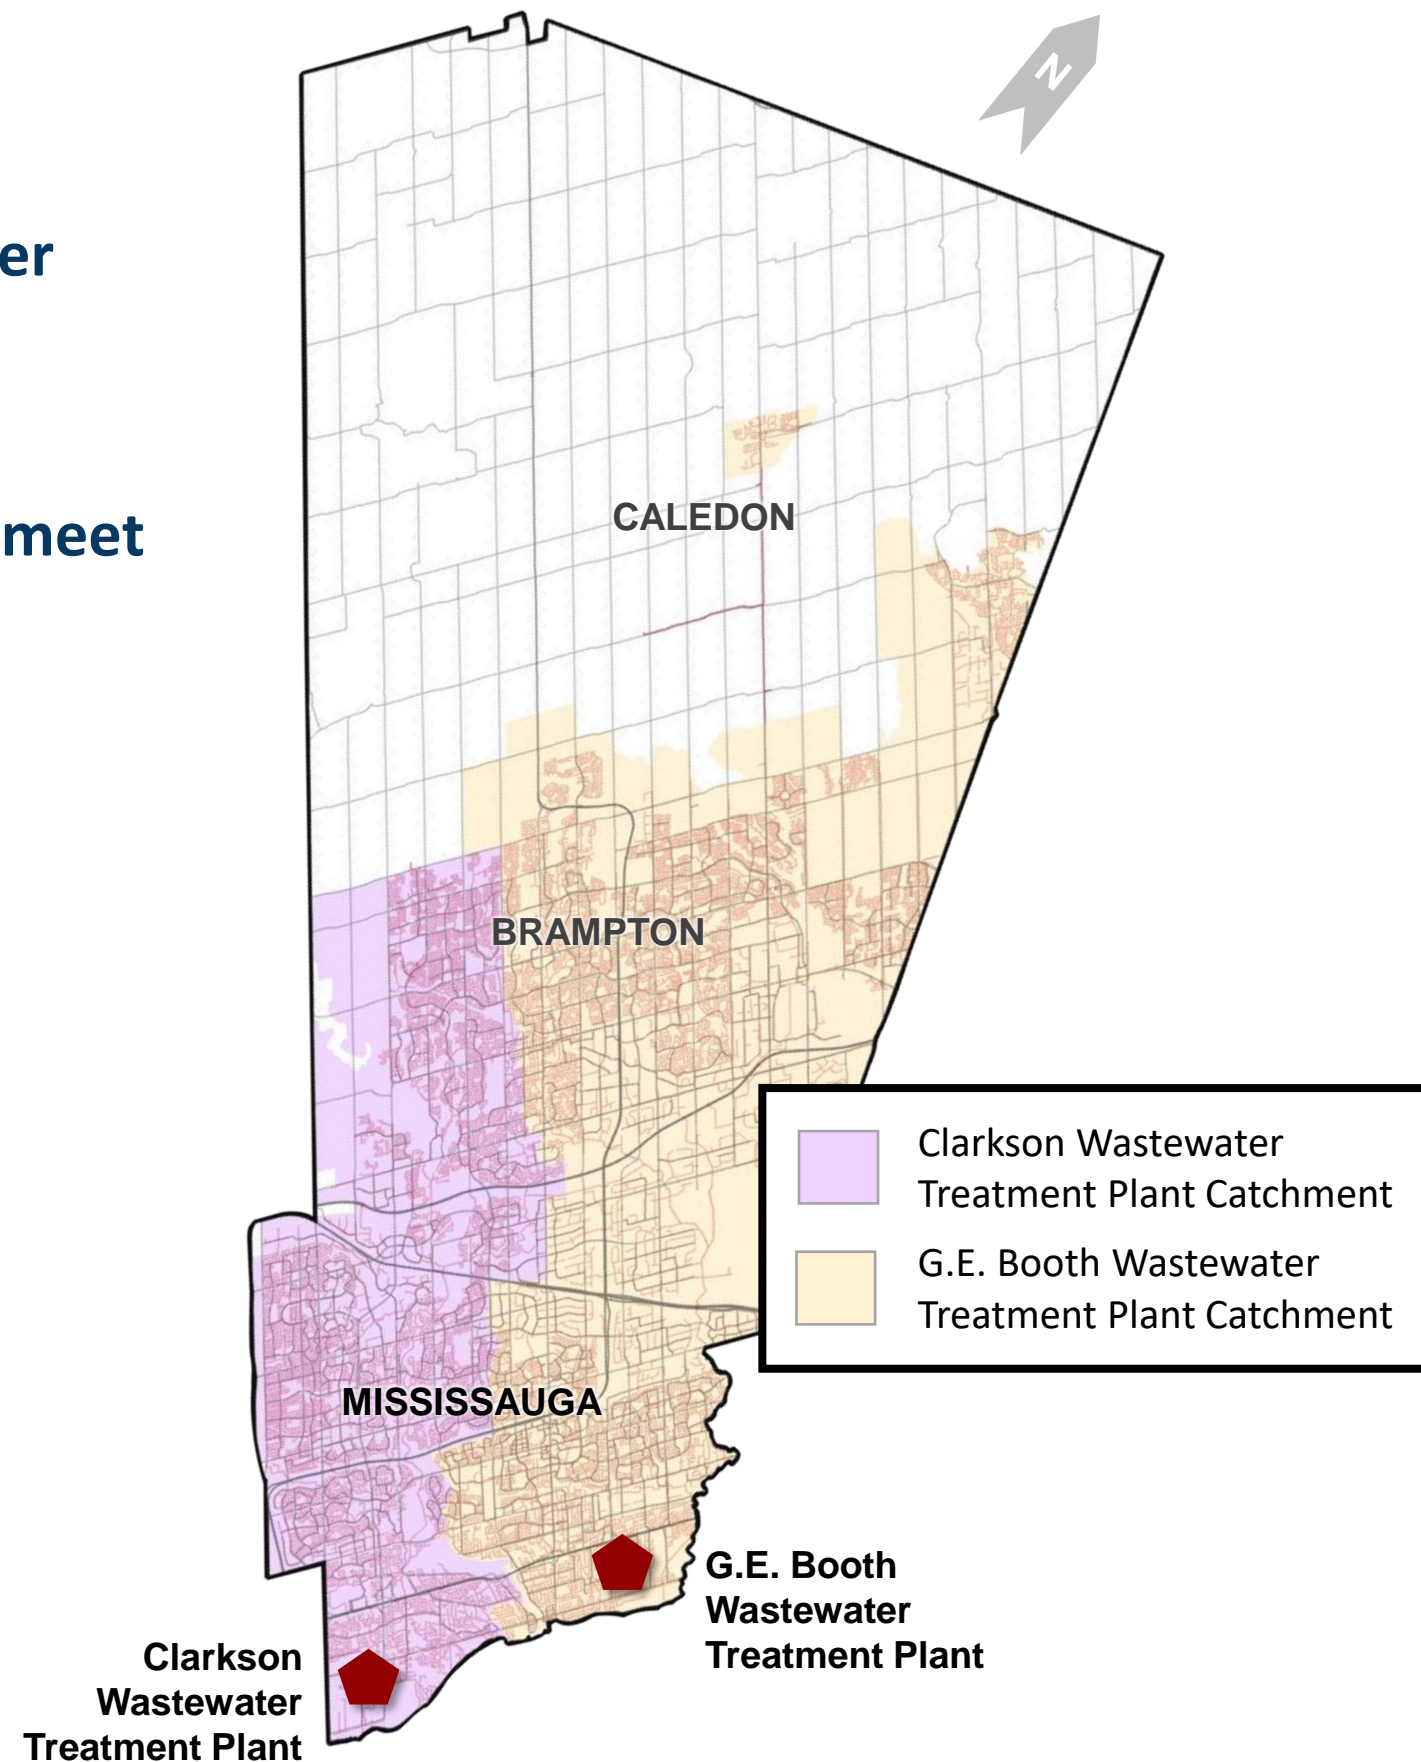 N
er
meet
CALEDON
BRAMPTON
Clarkson Wastewater
Treatment Plant Catchment
G.E. Booth Wastewater
Treatment Plant Catchment
MISSISSAUGA
G.E. Booth
Wastewater
Treatment Plant
Clarkson
Wastewater
Treatment Plant